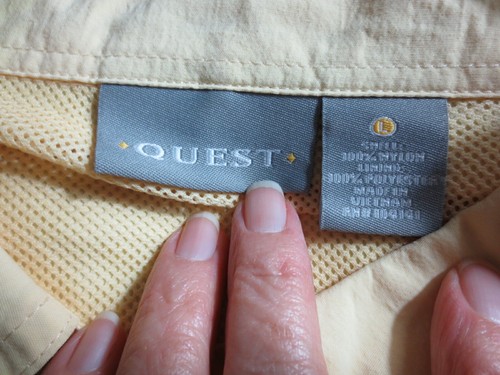 QUEST
L
SHELL:
100% NYLON
LINING:
100% POLYESTER
MADE IN
VIETNAM